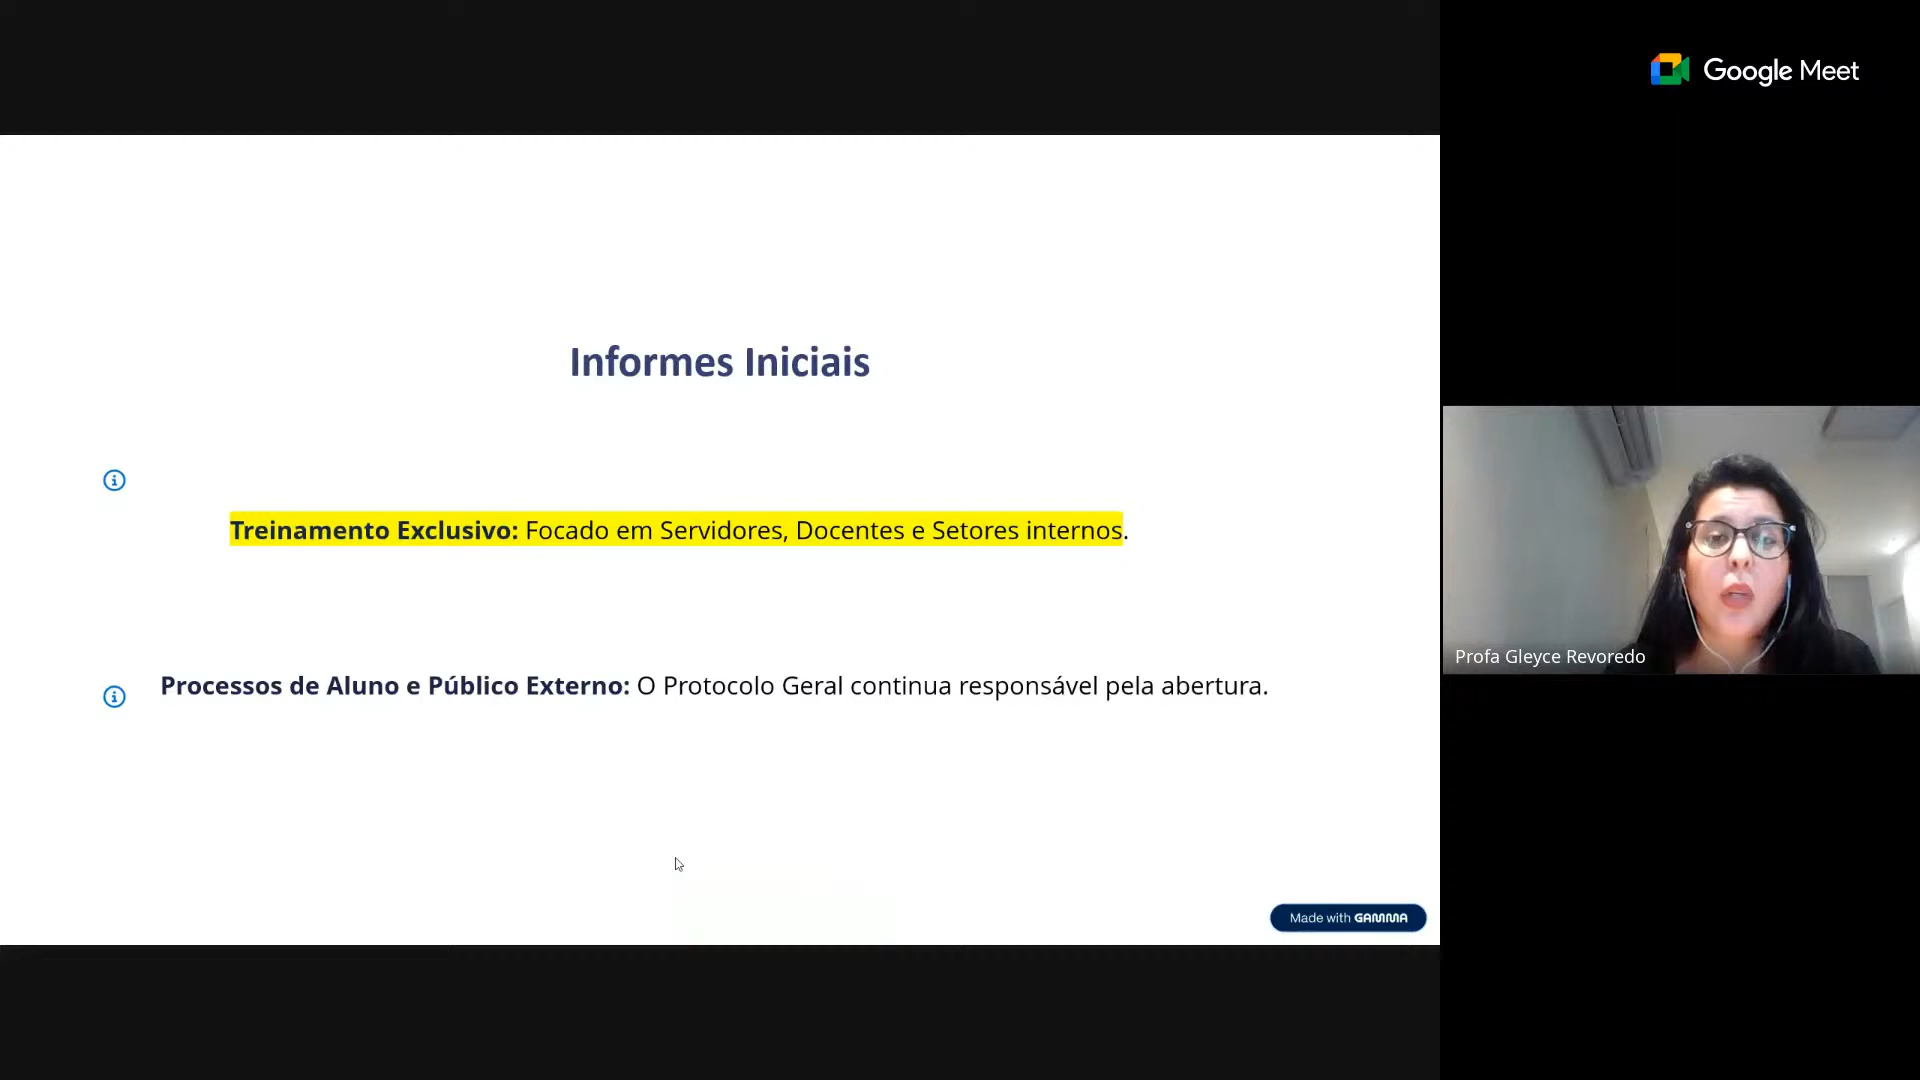 Google Meet
Informes Iniciais
Treinamento Exclusivo: Focado em Servidores, Docentes e Setores internos.
Processos de Aluno e Público Externo: O Protocolo Geral continua responsável pela abertura.
Profa Gleyce Revoredo
Made with GAMMA